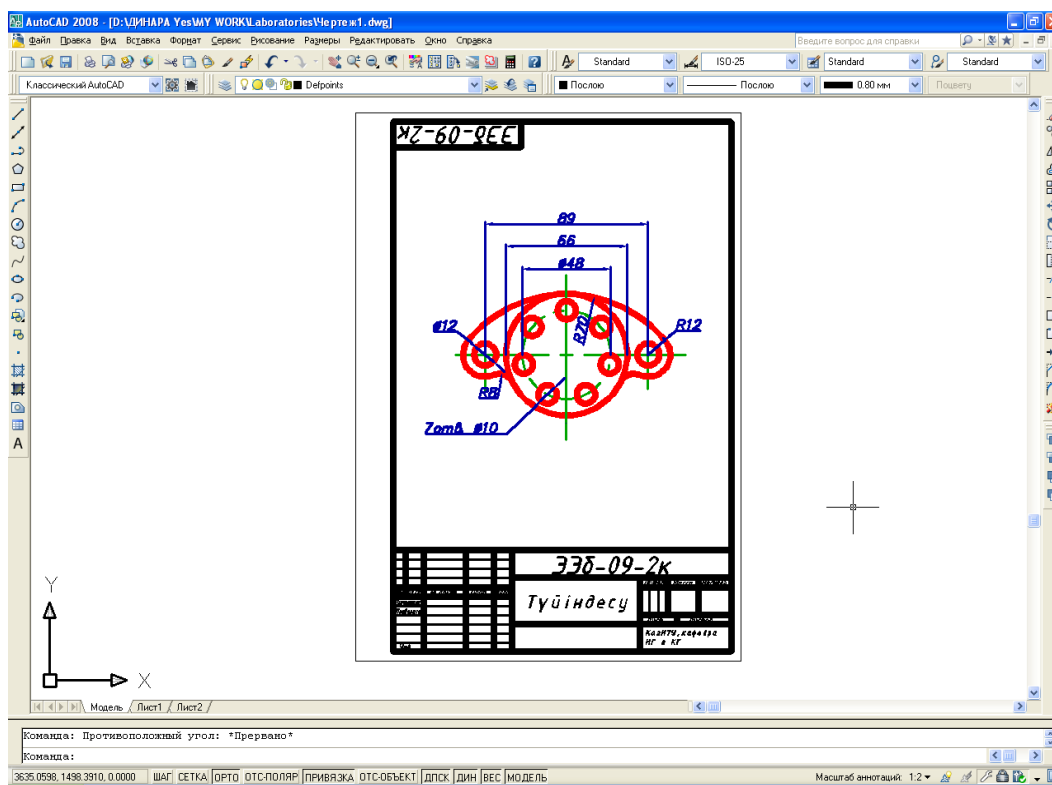 AutoCAD 2008 - [D:\ДИНАРА Yes\MY WORK\Laboratories\Чертеж1.dwg]
Файл Правка Вид Вставка Формат Сервис Рисование Размеры Редактировать Окно Справка
Введите вопрос для справки
Standard ISO-25 Standard Standard
Классический AutoCAD Defpoints Послою Послою 0.80 мм Поцвету
ЭЭб-09-2к
89
66
ø48
ø12
R70
R12
R8
7отв. ø10
ЭЭб-09-2к
Түйіндесу
КазНТУ,кафедра
НГ и КГ
Y
X
A
Модель Лист1 Лист2
Команда: Противоположный угол: *Прервано*
Команда:
3635.0598, 1498.3910, 0.0000 ШАГ СЕТКА ОРТО ОТС-ПОЛЯР ПРИВЯЗКА ОТС-ОБЪЕКТ ДПСК ДИН ВЕС МОДЕЛЬ Масштаб аннотаций: 1:2